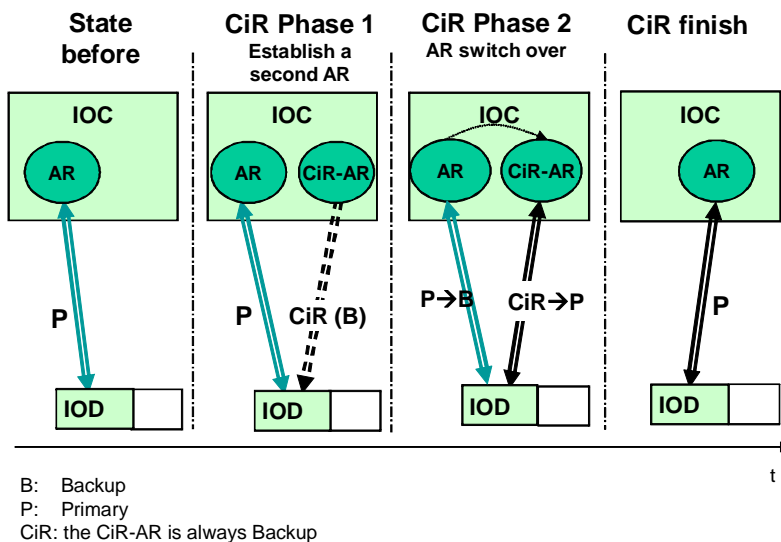 State
before
CiR Phase 1
Establish a
second AR
CiR Phase 2
AR switch over
CiR finish
IOC
AR
P
IOD
IOC
AR
CiR-AR
P
CiR (B)
IOD
IOC
AR
CiR-AR
P→B
CiR→P
IOD
IOC
AR
P
IOD
t
B: Backup
P: Primary
CiR: the CiR-AR is always Backup